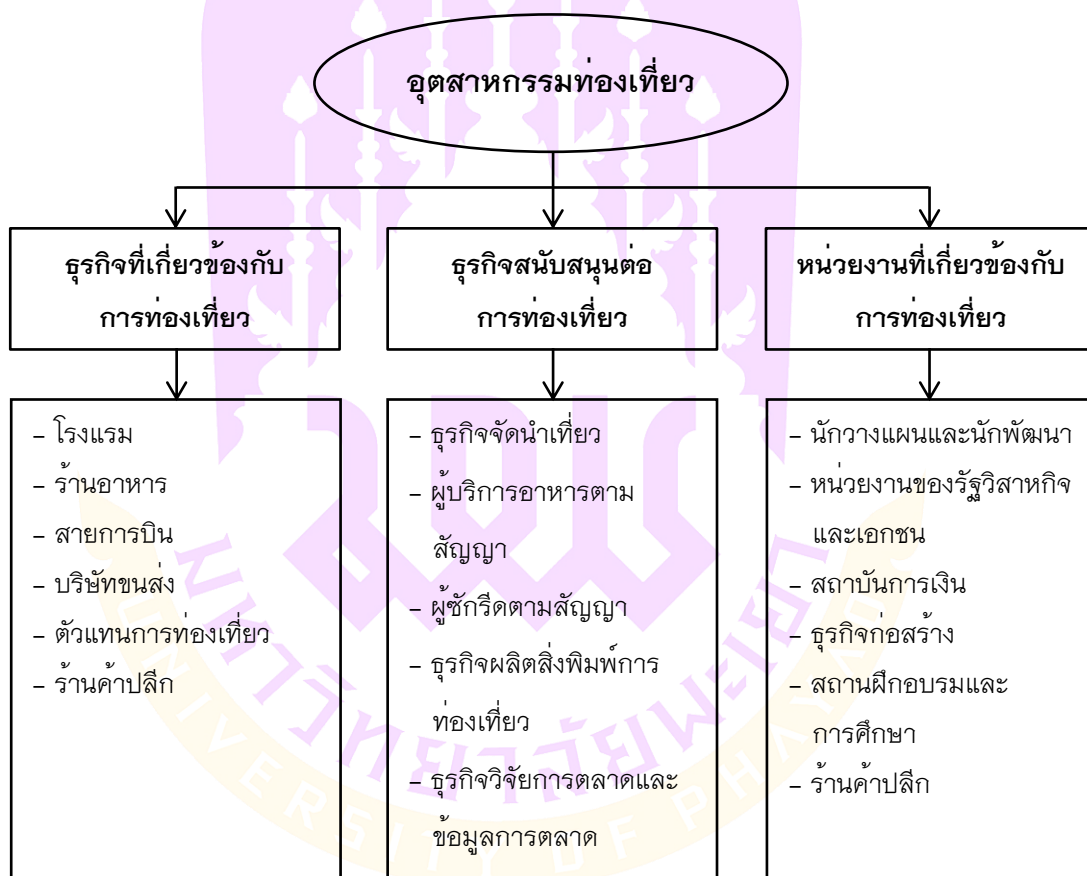 อุตสาหกรรมท่องเที่ยว
ธุรกิจที่เกี่ยวข้องกับ
การท่องเที่ยว
ธุรกิจสนับสนุนต่อ
การท่องเที่ยว
หน่วยงานที่เกี่ยวข้องกับ
การท่องเที่ยว
– โรงแรม
– ร้านอาหาร
– สายการบิน
– บริษัทขนส่ง
– ตัวแทนการท่องเที่ยว
– ร้านค้าปลีก
– ธุรกิจจัดนำเที่ยว
– ผู้บริการอาหารตาม
สัญญา
– ผู้ซักรีดตามสัญญา
– ธุรกิจผลิตสิ่งพิมพ์การ
ท่องเที่ยว
– ธุรกิจวิจัยการตลาดและ
ข้อมูลการตลาด
– นักวางแผนและนักพัฒนา
– หน่วยงานของรัฐวิสาหกิจ
และเอกชน
– สถาบันการเงิน
– ธุรกิจก่อสร้าง
– สถานฝึกอบรมและ
การศึกษา
– ร้านค้าปลีก
มหาวิทยาลัยพะเยา
UNIVERSITY OF PHAYAO